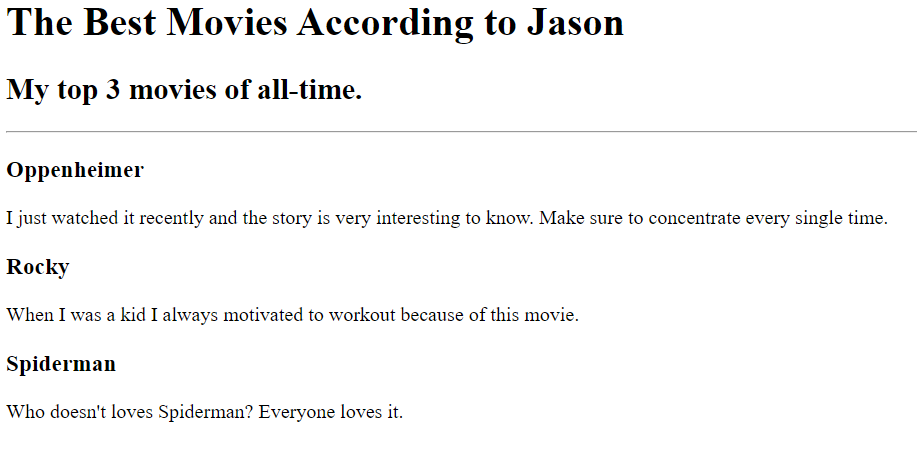 The Best Movies According to Jason
My top 3 movies of all-time.
Oppenheimer
I just watched it recently and the story is very interesting to know. Make sure to concentrate every single time.
Rocky
When I was a kid I always motivated to workout because of this movie.
Spiderman
Who doesn't loves Spiderman? Everyone loves it.